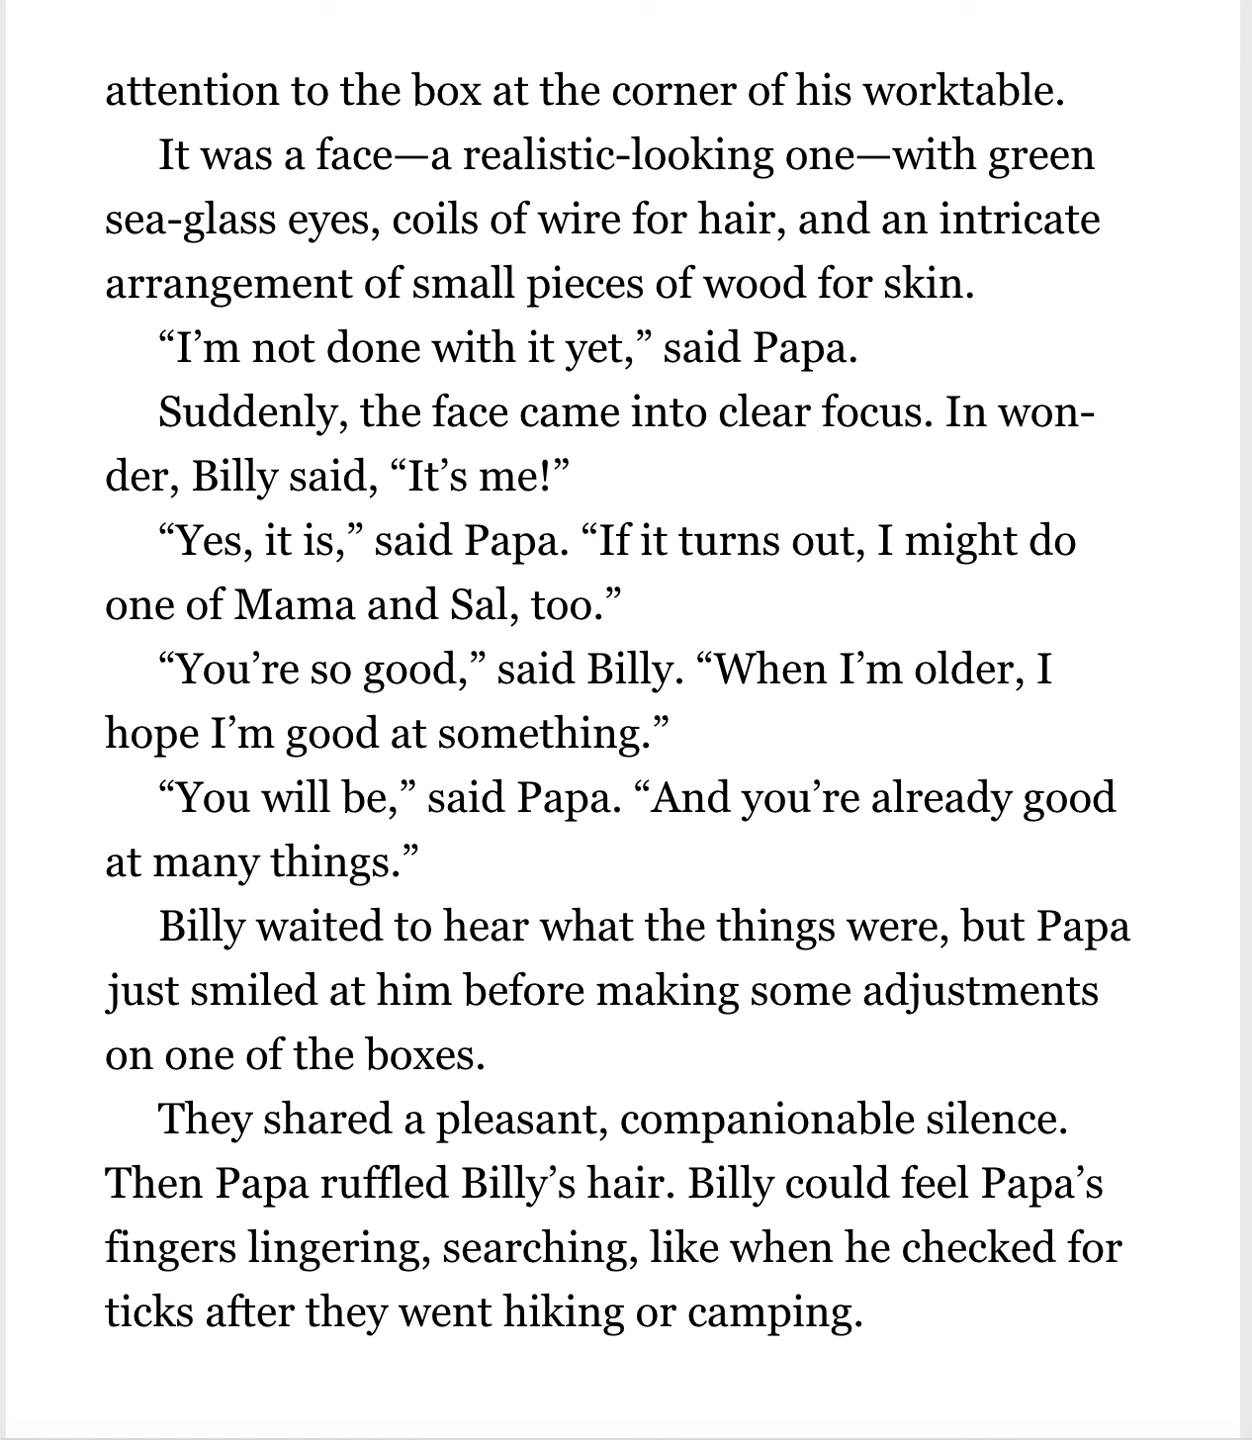 attention to the box at the corner of his worktable.
It was a face—a realistic-looking one—with green
sea-glass eyes, coils of wire for hair, and an intricate
arrangement of small pieces of wood for skin.
“I’m not done with it yet,” said Papa.
Suddenly, the face came into clear focus. In won-
der, Billy said, “It’s me!”
“Yes, it is,” said Papa. “If it turns out, I might do
one of Mama and Sal, too.”
“You’re so good,” said Billy. “When I’m older, I
hope I’m good at something.”
“You will be,” said Papa. “And you’re already good
at many things.”
Billy waited to hear what the things were, but Papa
just smiled at him before making some adjustments
on one of the boxes.
They shared a pleasant, companionable silence.
Then Papa ruffled Billy’s hair. Billy could feel Papa’s
fingers lingering, searching, like when he checked for
ticks after they went hiking or camping.